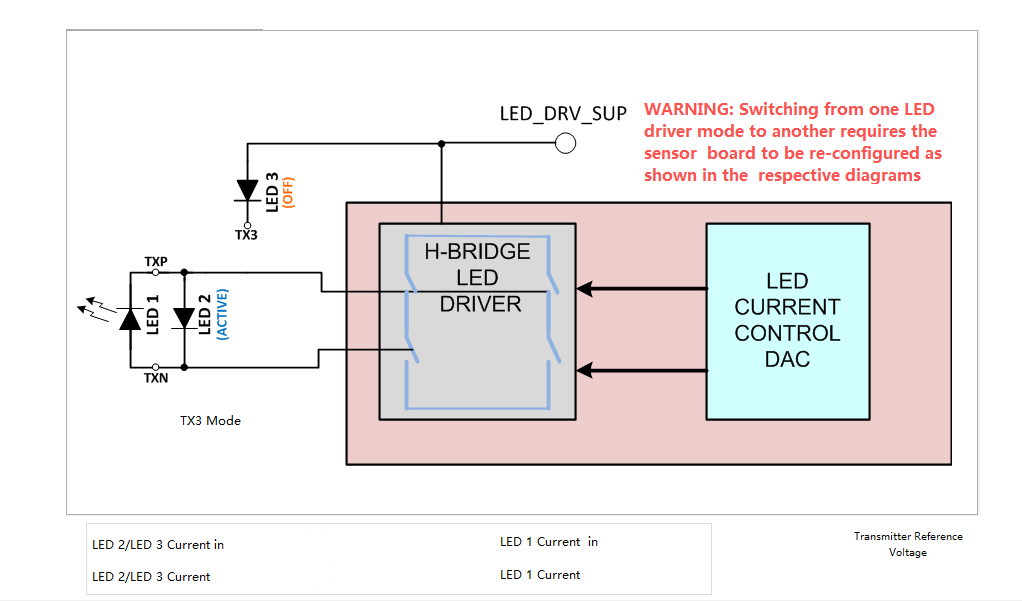 LED_DRV_SUP
WARNING: Switching from one LED
driver mode to another requires the
sensor board to be re-configured as
shown in the respective diagrams
LED 3
(OFF)
TX3
TXP
LED 1
LED 2
(ACTIVE)
TXN
H-BRIDGE
LED
DRIVER
LED
CURRENT
CONTROL
DAC
TX3 Mode
LED 2/LED 3 Current in
LED 1 Current in
Transmitter Reference
Voltage
LED 2/LED 3 Current
LED 1 Current